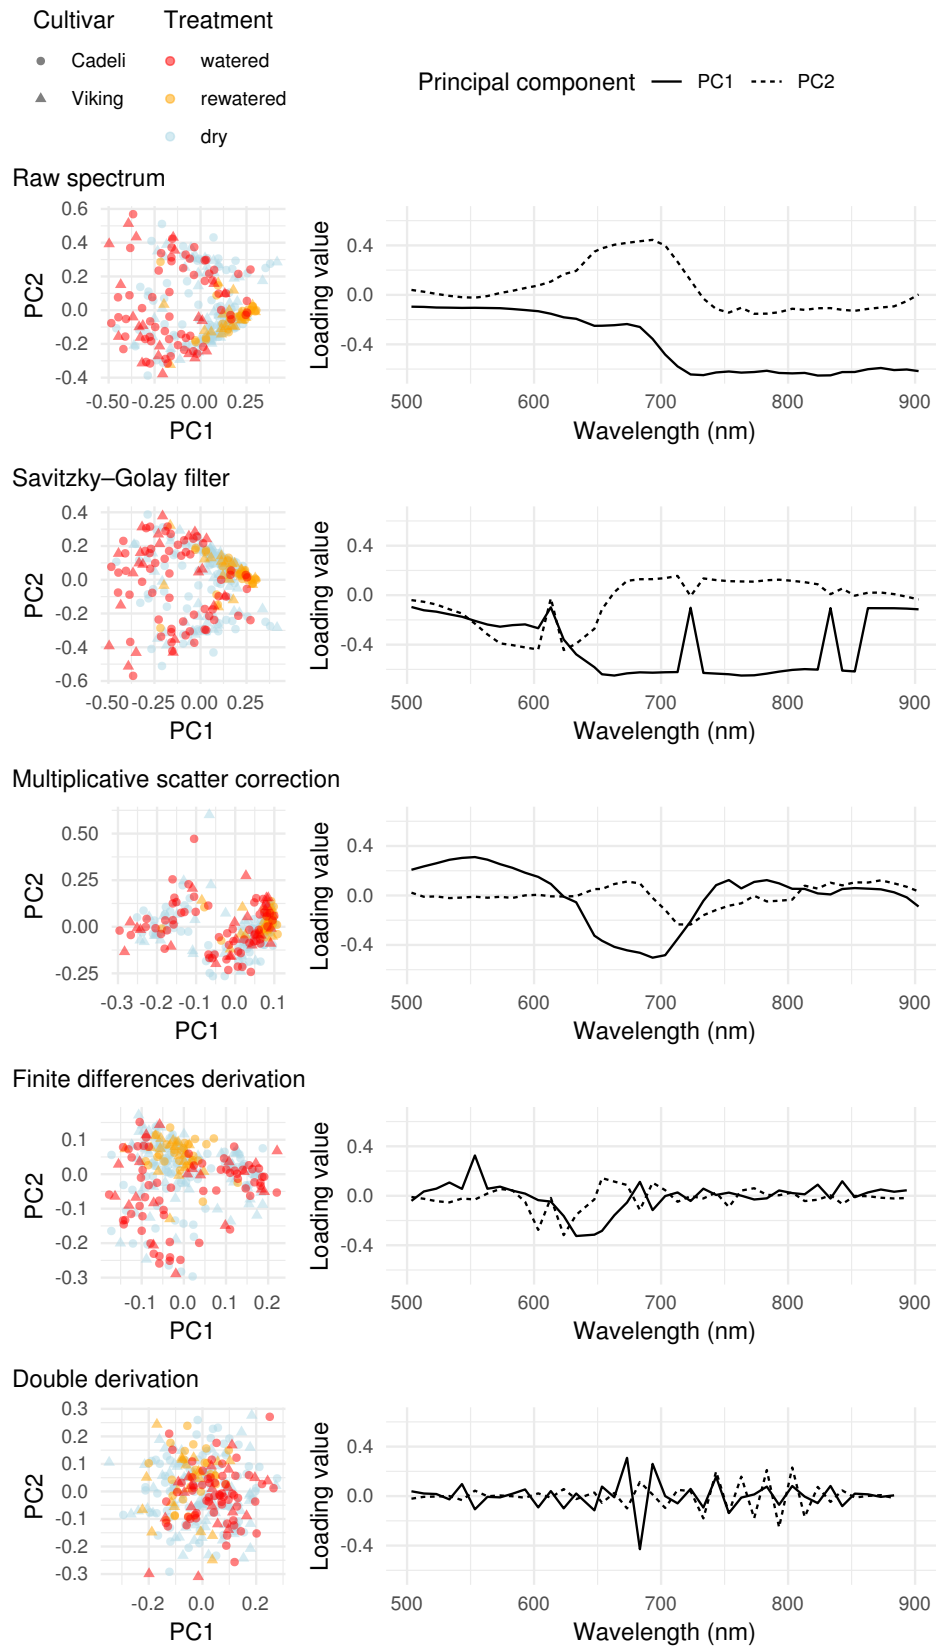 Cultivar Treatment
Cadeli watered
Viking rewatered
dry
Principal component PC1 PC2
Raw spectrum
0.6
0.4
0.2
0.0
-0.2
-0.4
PC2
-0.50 -0.25 0.00 0.25
PC1
Loading value
0.4
0.0
-0.4
500 600 700 800 900
Wavelength (nm)
Savitzky–Golay filter
0.4
0.2
0.0
-0.2
-0.4
-0.6
PC2
-0.50 -0.25 0.00 0.25
PC1
Loading value
0.4
0.0
-0.4
500 600 700 800 900
Wavelength (nm)
Multiplicative scatter correction
0.50
0.25
0.00
-0.25
PC2
-0.3 -0.2 -0.1 0.0 0.1
PC1
Loading value
0.4
0.0
-0.4
500 600 700 800 900
Wavelength (nm)
Finite differences derivation
0.1
0.0
-0.1
-0.2
-0.3
PC2
-0.1 0.0 0.1 0.2
PC1
Loading value
0.4
0.0
-0.4
500 600 700 800 900
Wavelength (nm)
Double derivation
0.3
0.2
0.1
0.0
-0.1
-0.2
-0.3
PC2
-0.2 0.0 0.2
PC1
Loading value
0.4
0.0
-0.4
500 600 700 800 900
Wavelength (nm)